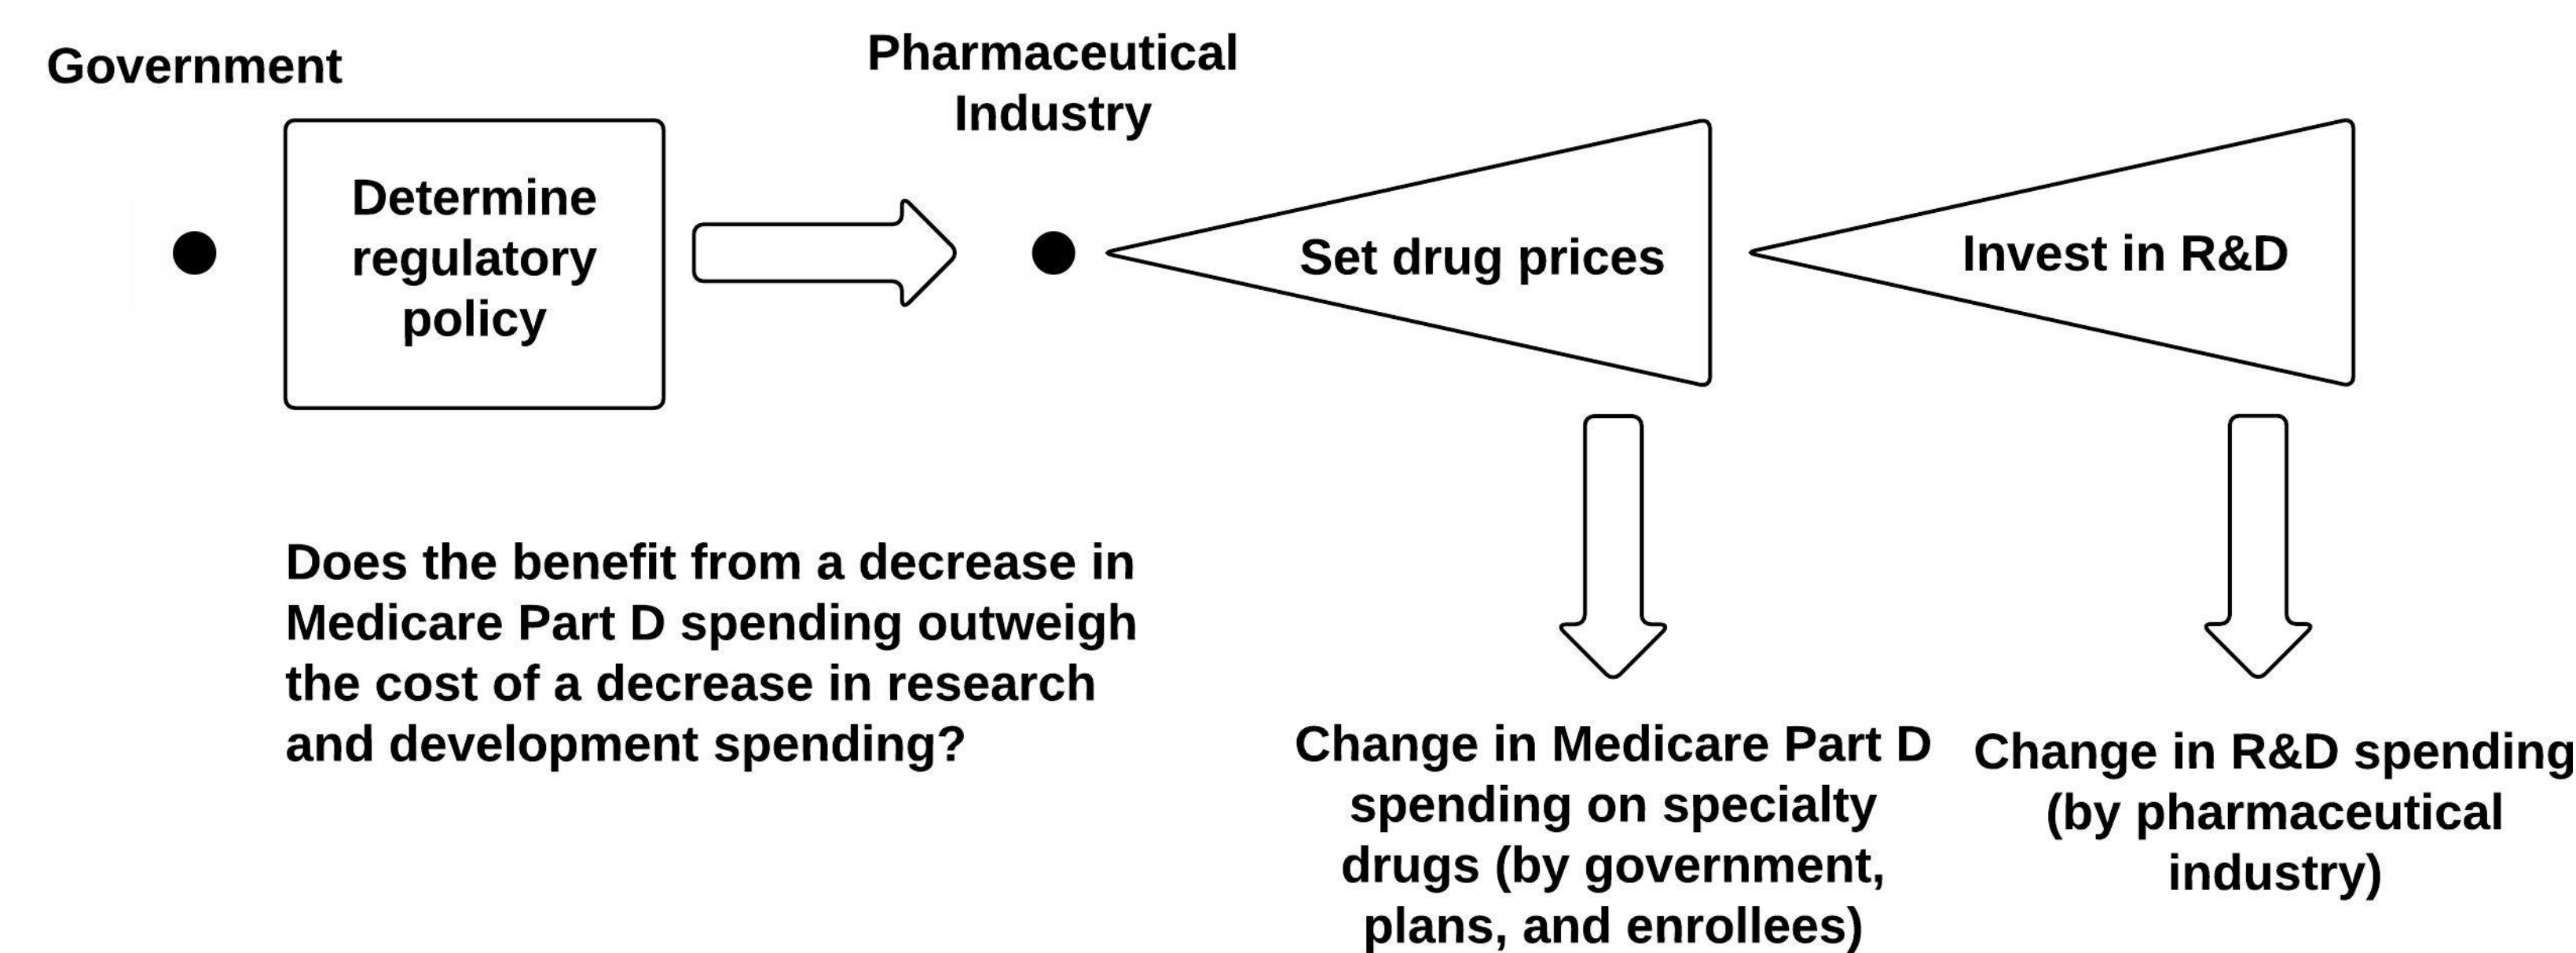 Government
Pharmaceutical
Industry
Determine
regulatory
policy
Set drug prices
Invest in R&D
Does the benefit from a decrease in
Medicare Part D spending outweigh
the cost of a decrease in research
and development spending?
Change in Medicare Part D
spending on specialty
drugs (by government,
plans, and enrollees)
Change in R&D spending
(by pharmaceutical
industry)